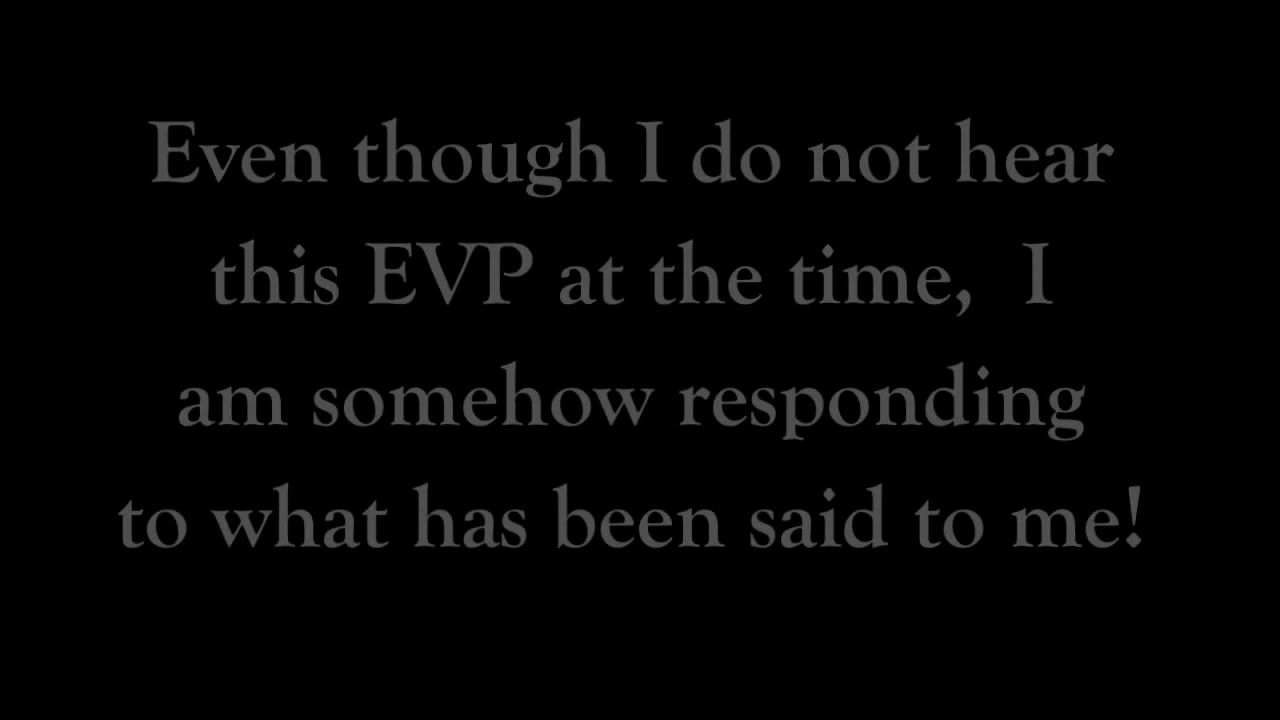 Even though I do not hear
this EVP at the time,  I
am somehow responding
to what has been said to me!